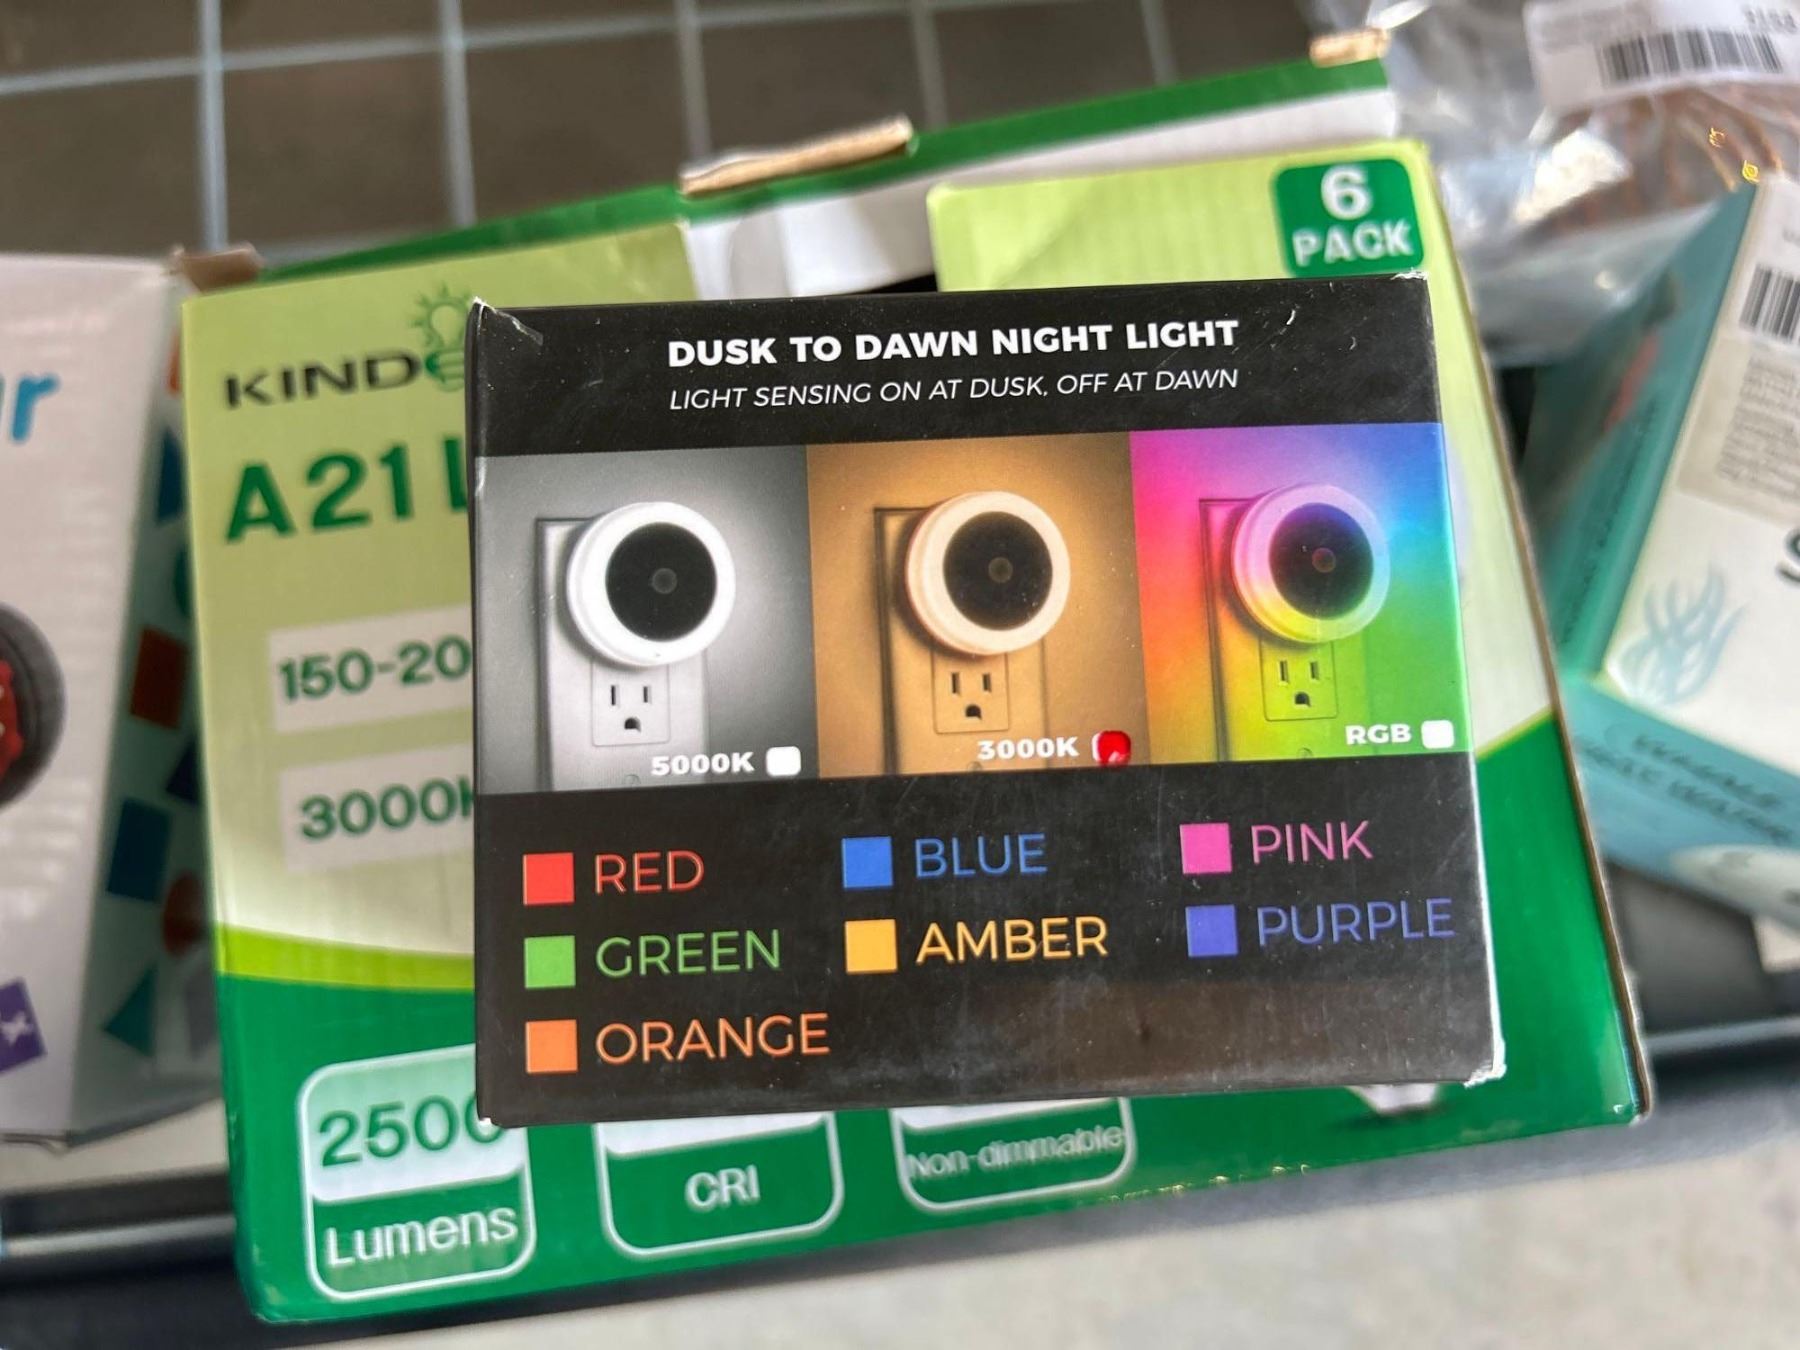 6
PACK
KIND
A21
150-20
3000K
DUSK TO DAWN NIGHT LIGHT
LIGHT SENSING ON AT DUSK, OFF AT DAWN
5000K
3000K
RGB
RED
BLUE
PINK
GREEN
AMBER
PURPLE
ORANGE
2500
Lumens
CRI
Non-dimmable